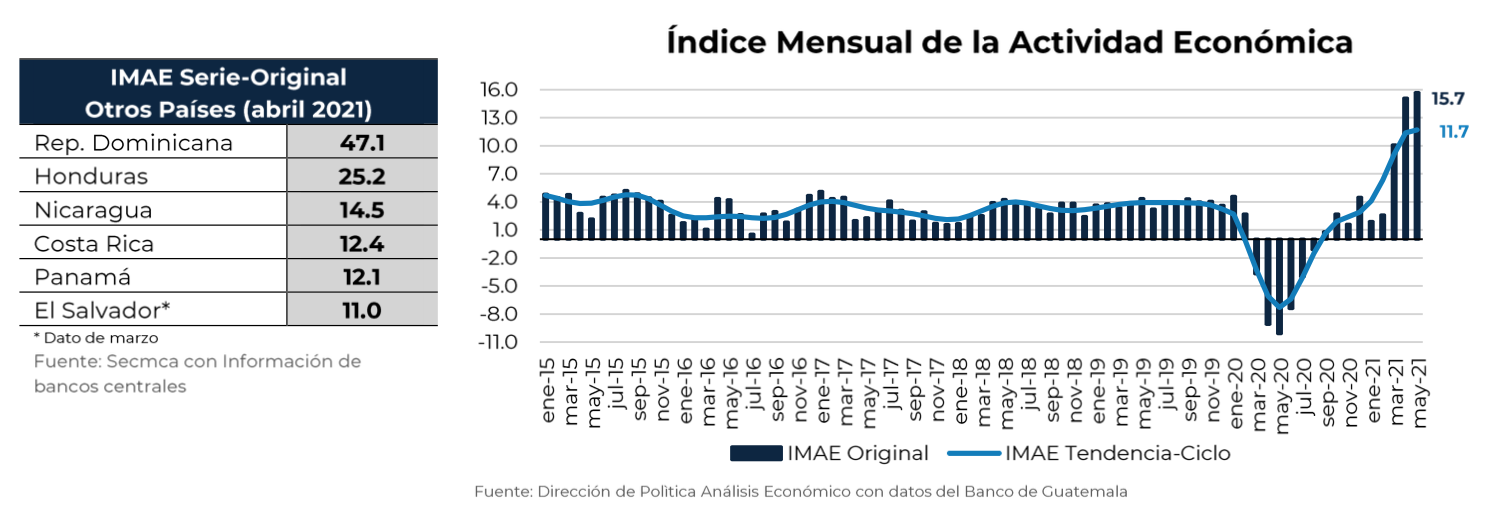 IMAE Serie-Original
Otros Países (abril 2021)
Rep. Dominicana 47.1
Honduras 25.2
Nicaragua 14.5
Costa Rica 12.4
Panamá 12.1
El Salvador* 11.0
* Dato de marzo
Fuente: Secmca con Información de
bancos centrales
Índice Mensual de la Actividad Económica
16.0
13.0
10.0
7.0
4.0
1.0
-2.0
-5.0
-8.0
-11.0
15.7
11.7
ene-15
mar-15
may-15
jul-15
sep-15
nov-15
ene-16
mar-16
may-16
jul-16
sep-16
nov-16
ene-17
mar-17
may-17
jul-17
sep-17
nov-17
ene-18
mar-18
may-18
jul-18
sep-18
nov-18
ene-19
mar-19
may-19
jul-19
sep-19
nov-19
ene-20
mar-20
may-20
jul-20
sep-20
nov-20
ene-21
mar-21
may-21
IMAE Original
IMAE Tendencia-Ciclo
Fuente: Dirección de Polìtica Análisis Económico con datos del Banco de Guatemala